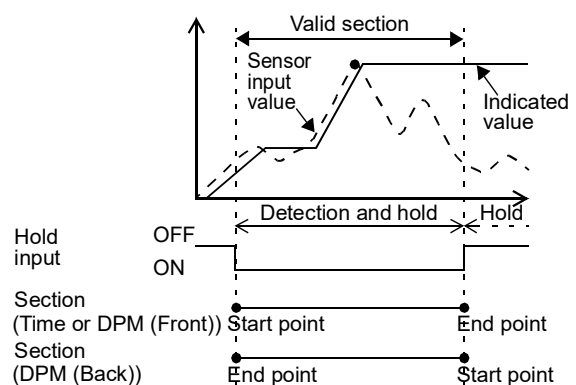 Valid section
Sensor
input
value
Indicated
value
Detection and hold
Hold
Hold
input
OFF
ON
Section
(Time or DPM (Front))
Start point
End point
Section
(DPM (Back))
End point
Start point